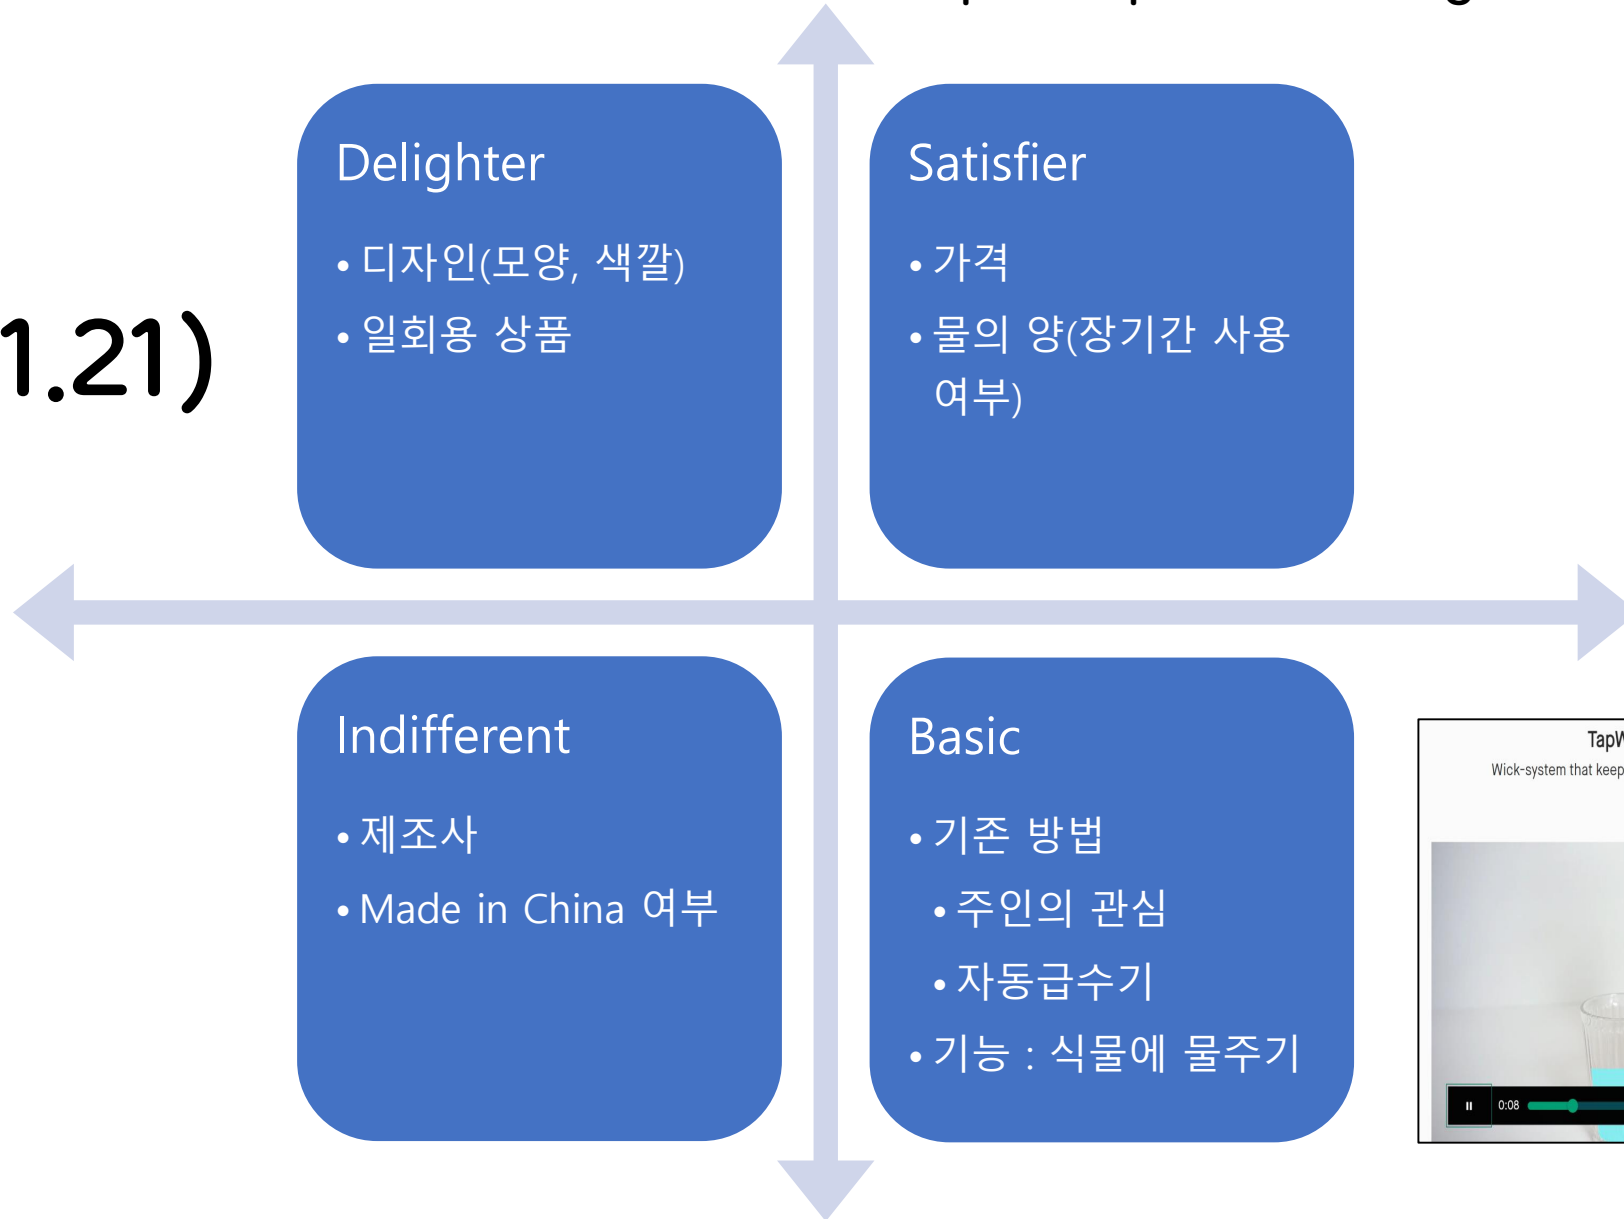 Delighter
• 디자인(모양, 색깔)
• 일회용 상품
Satisfier
• 가격
• 물의 양(장기간 사용
여부)
1.21)
Indifferent
• 제조사
• Made in China 여부
Basic
• 기존 방법
• 주인의 관심
• 자동급수기
• 기능 : 식물에 물주기
Wick-system that keep
0:08